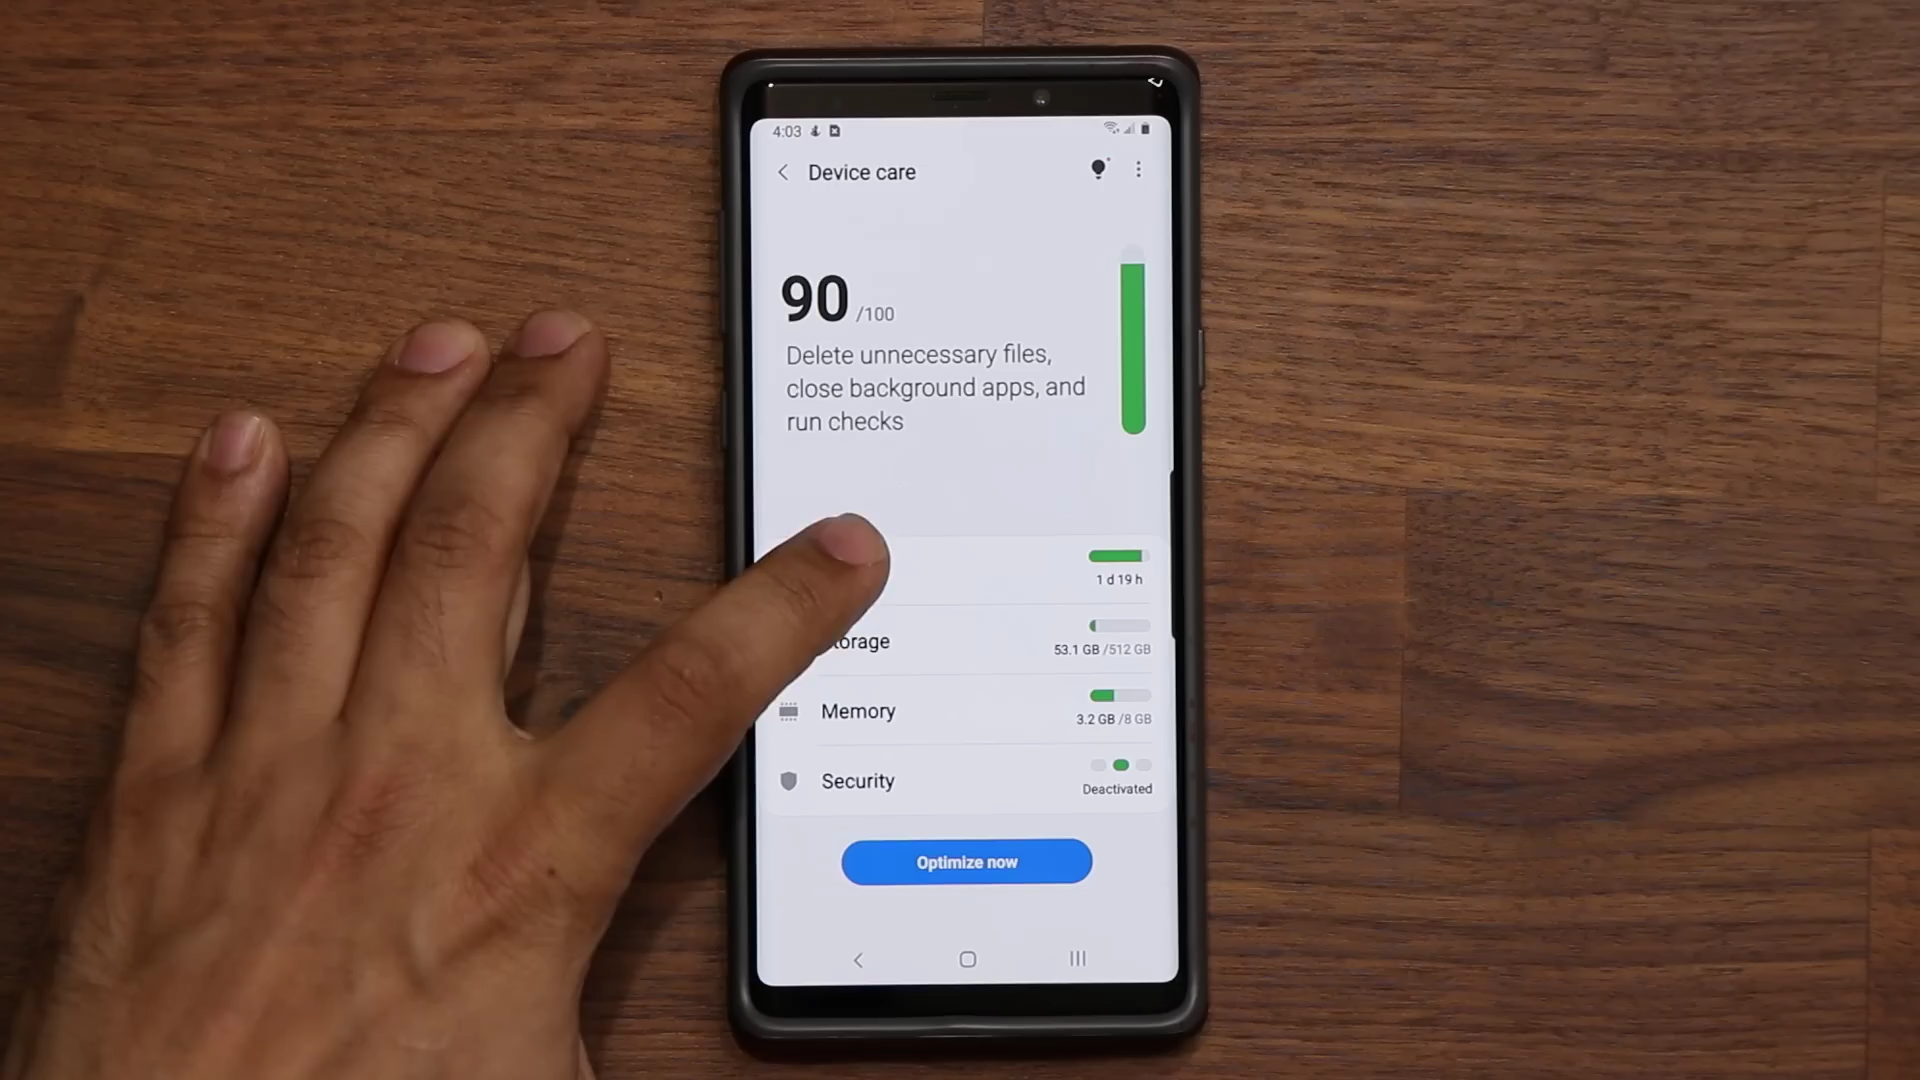 4:03
Device care
90 /100
Delete unnecessary files,
close background apps, and
run checks
1 d 19 h
torage
53.1 GB /512 GB
Memory
3.2 GB /8 GB
Security
Deactivated
Optimize now